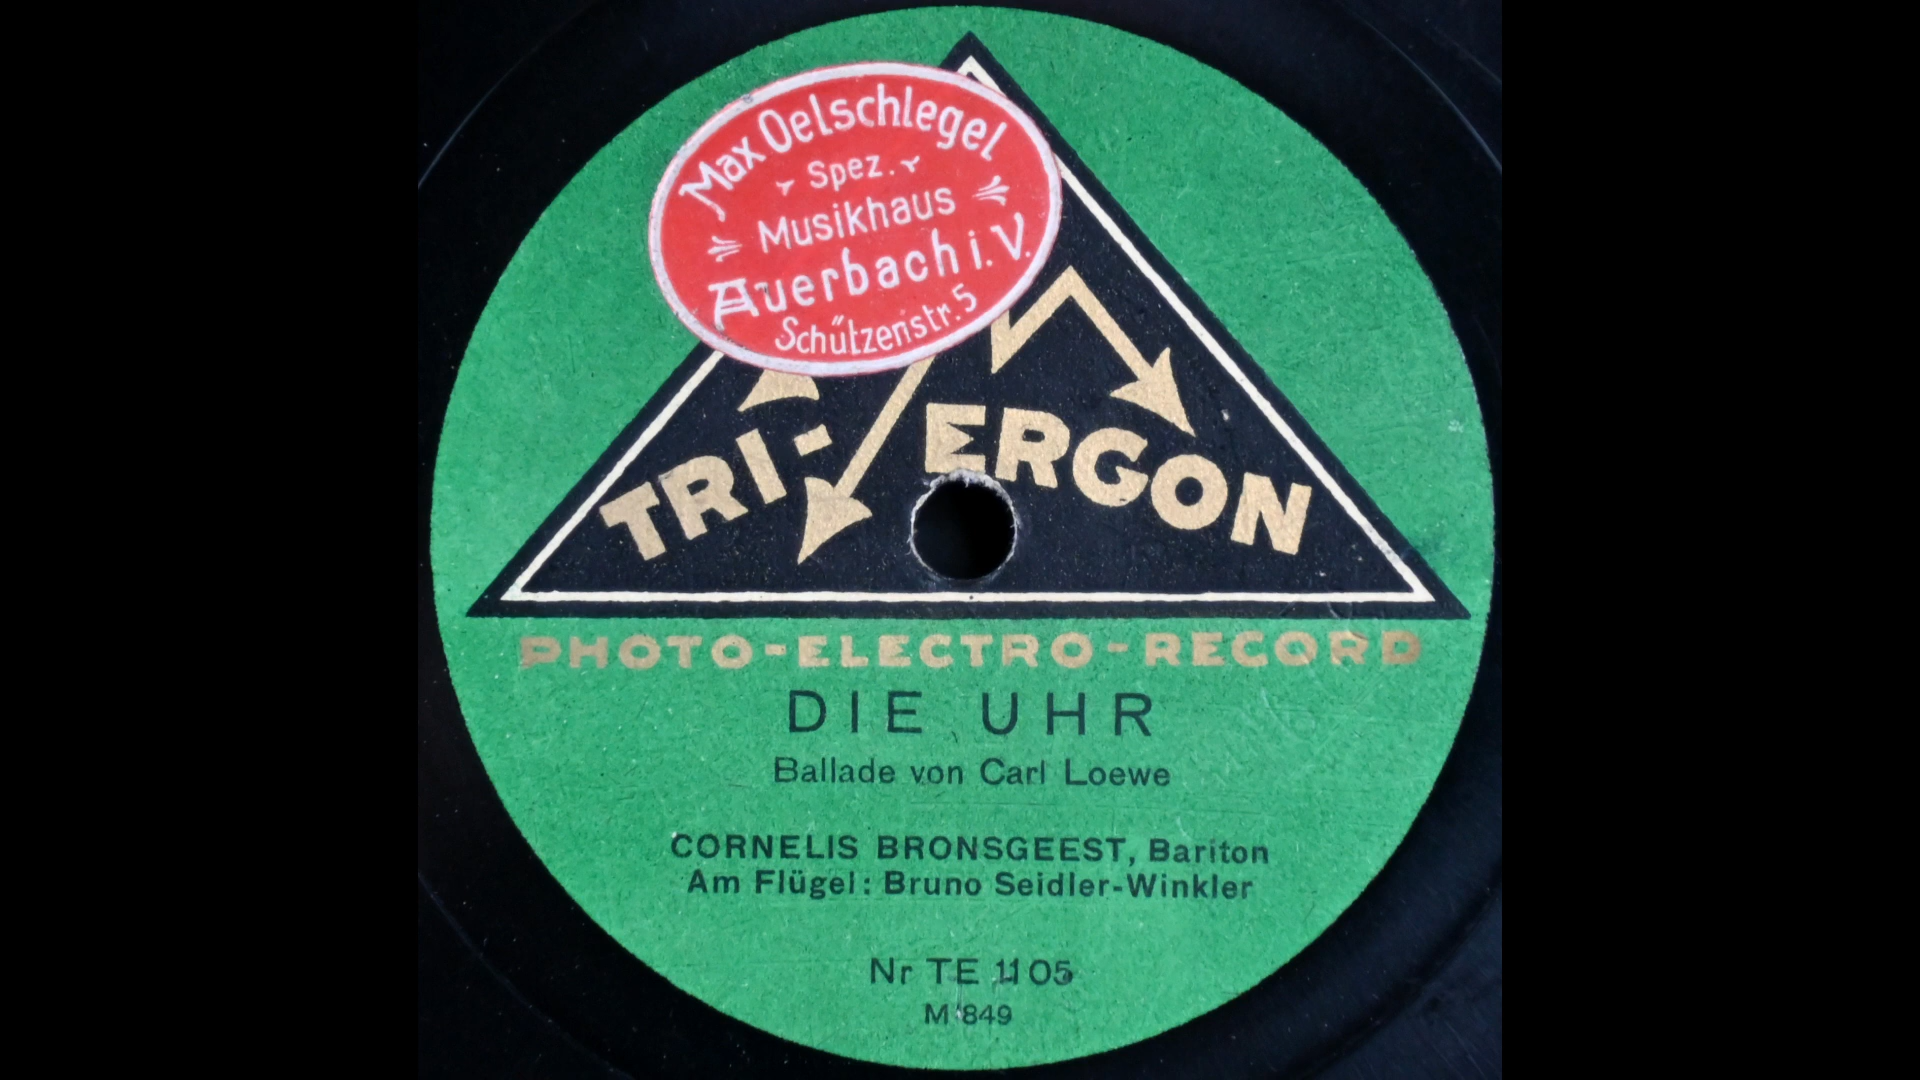 Max Oelschlegel
Spez.
Musikhaus
Auerbach i. V.
Schützenstr. 5
TRI-ERGON
PHOTO-ELECTRO-RECORD
DIE UHR
Ballade von Carl Loewe
CORNELIS BRONSGEEST, Bariton
Am Flügel: Bruno Seidler-Winkler
Nr TE 1105
M 849